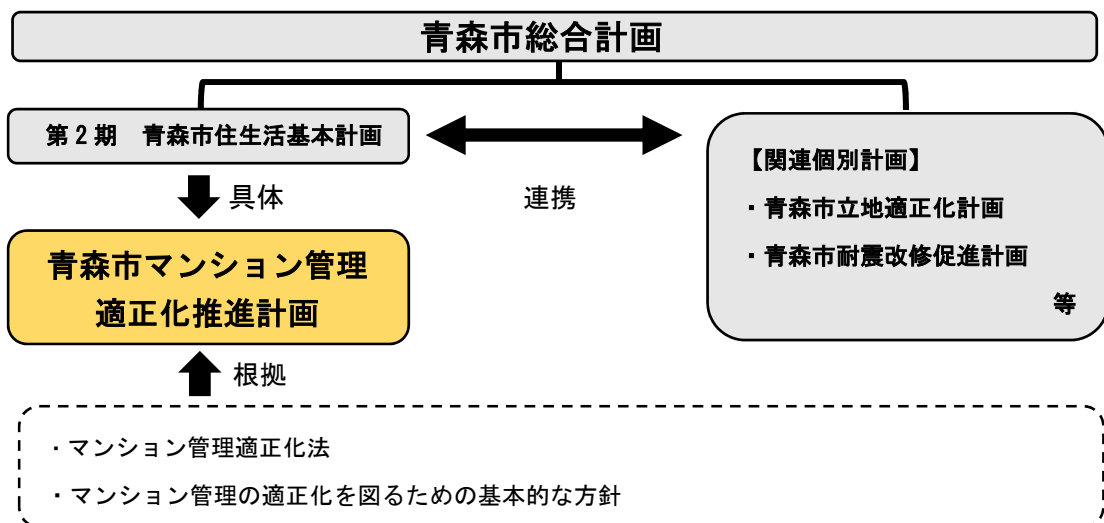 青森市総合計画
第2期　青森市住生活基本計画
連携
【関連個別計画】
・青森市立地適正化計画
・青森市耐震改修促進計画
等
具体
青森市マンション管理
適正化推進計画
根拠
・マンション管理適正化法
・マンション管理の適正化を図るための基本的な方針